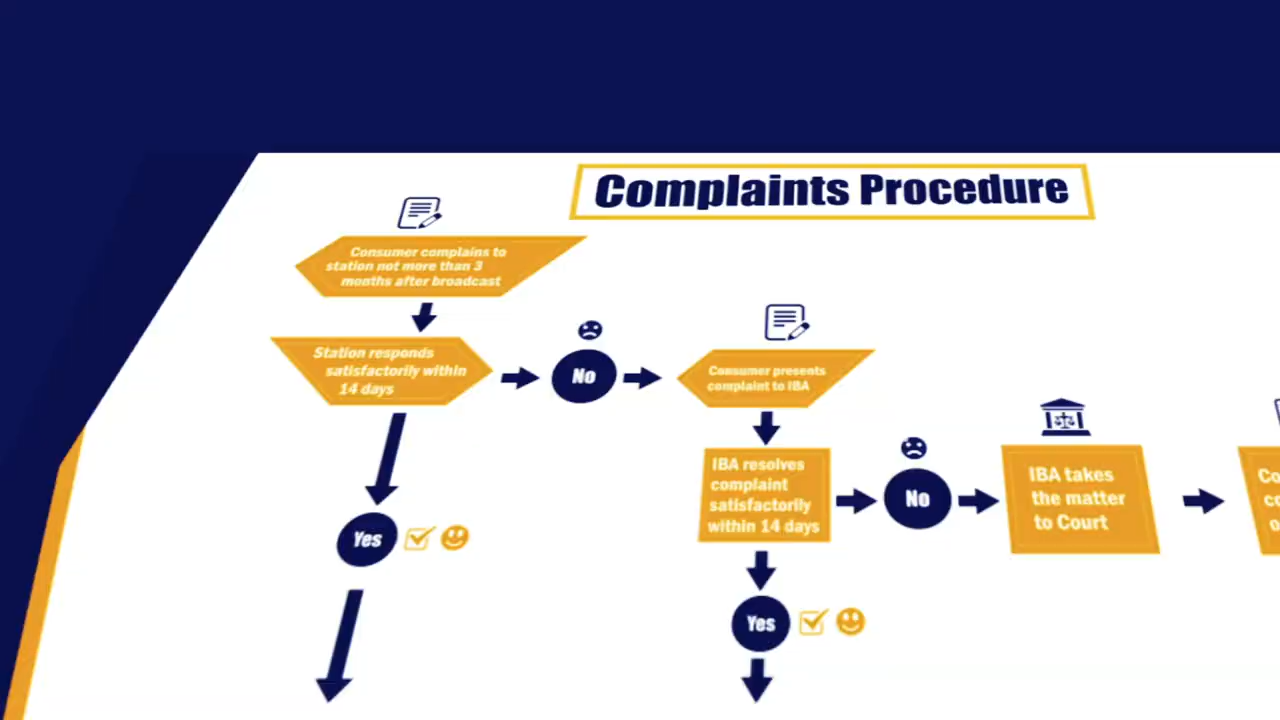 Complaints Procedure
Consumer complains to
station not more than 3
months after broadcast
Station responds
satisfactorily within
14 days
No
Consumer presents
complaint to IBA
Yes
IBA resolves
complaint
satisfactorily
within 14 days
No
IBA takes
the matter
to Court
Yes